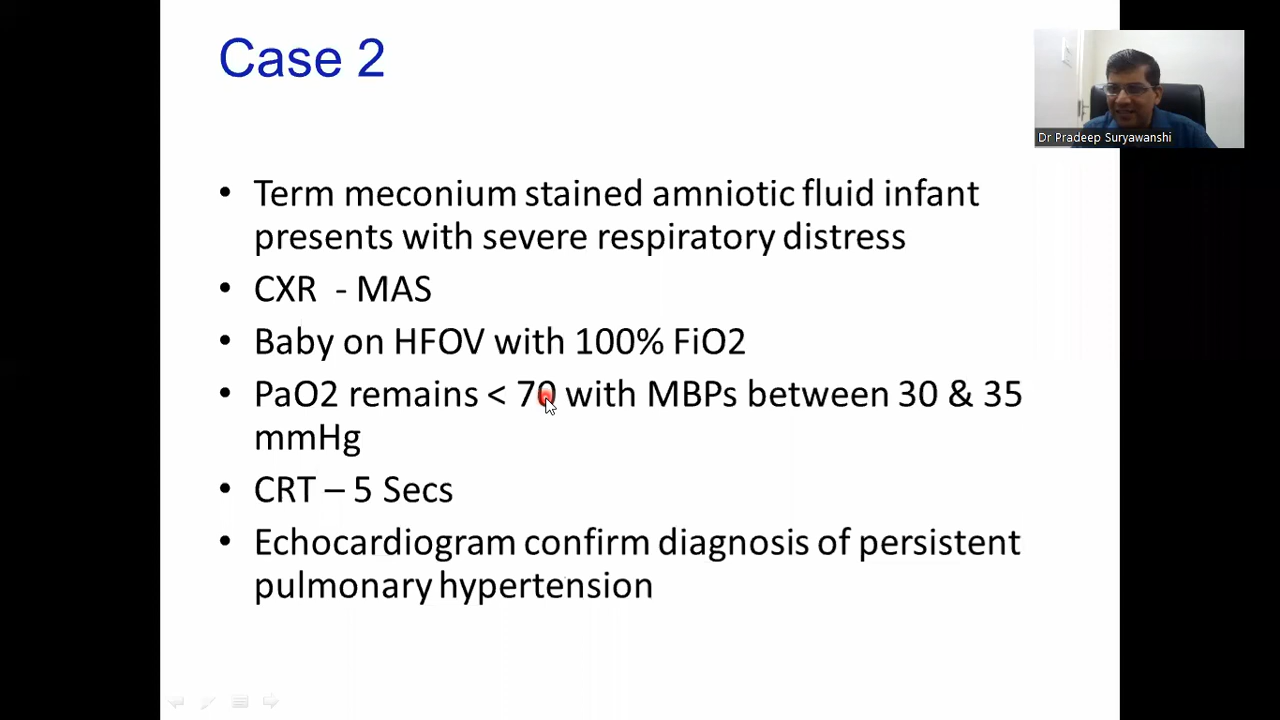 Case 2
Dr Pradeep Suryawanshi
• Term meconium stained amniotic fluid infant
presents with severe respiratory distress
• CXR - MAS
• Baby on HFOV with 100% FiO2
• PaO2 remains < 70 with MBPs between 30 & 35
mmHg
• CRT – 5 Secs
• Echocardiogram confirm diagnosis of persistent
pulmonary hypertension